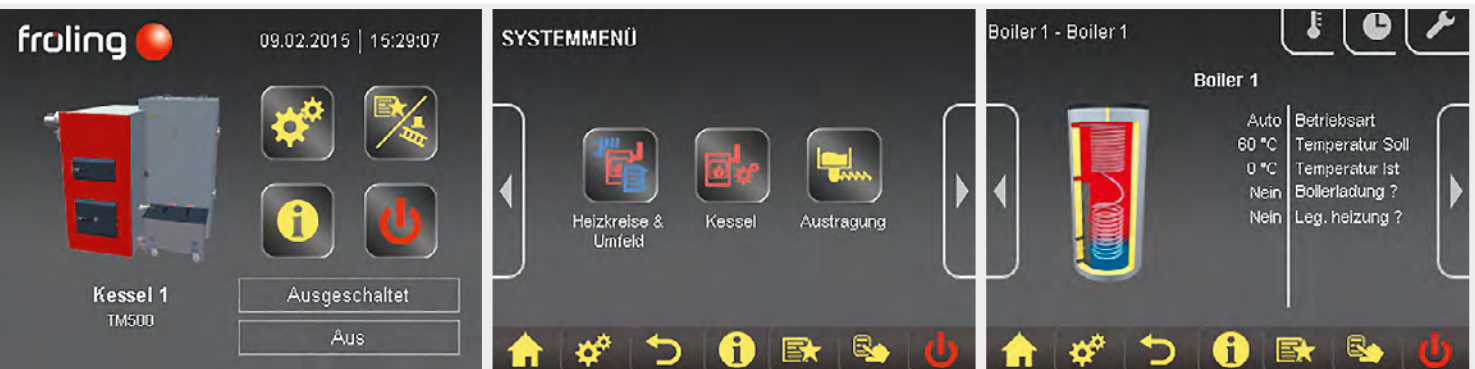 froling
09.02.2015 | 15:29:07
Kessel 1
TM500
Ausgeschaltet
Aus
SYSTEMMENÜ
Heizkreise &
Umfeld
Kessel
Austragung
Boiler 1 - Boiler 1
Boiler 1
Auto Betriebsart
60 °C Temperatur Soll
0 °C Temperatur Ist
Nein Boilerladung ?
Nein Leg. heizung ?